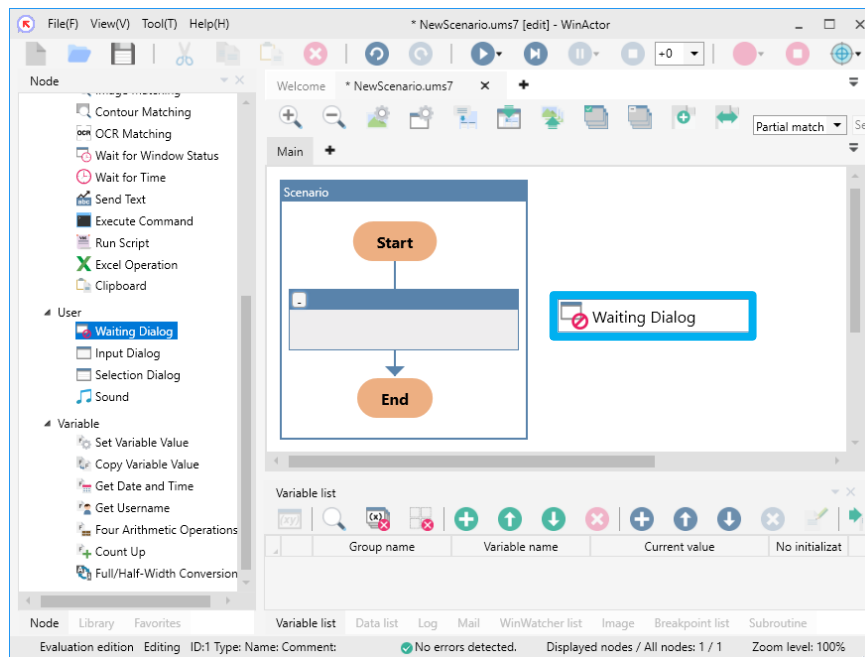 File(F) View(V) Tool(T) Help(H) * NewScenario.ums7 [edit] - WinActor
+0
Node
Welcome * NewScenario.ums7
Image Matching
Contour Matching
OCR OCR Matching
Wait for Window Status
Wait for Time
abc Send Text
Execute Command
Run Script
Excel Operation
Clipboard
User
Waiting Dialog
Input Dialog
Selection Dialog
Sound
Variable
Set Variable Value
Copy Variable Value
Get Date and Time
Get Username
Four Arithmetic Operations
Count Up
Full/Half-Width Conversion
Node Library Favorites
Partial match Se
Main
Scenario
Start
-
End
Waiting Dialog
Variable list
Group name Variable name Current value No initializat
Variable list Data list Log Mail WinWatcher list Image Breakpoint list Subroutine
Evaluation edition Editing ID:1 Type: Name: Comment: No errors detected. Displayed nodes / All nodes: 1 / 1 Zoom level: 100%